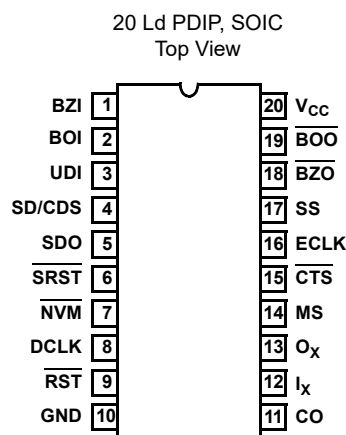 20 Ld PDIP, SOIC
Top View
BZI 1 20 VCC
BOI 2 19 BOO
UDI 3 18 BZO
SD/CDS 4 17 SS
SDO 5 16 ECLK
SRST 6 15 CTS
NVM 7 14 MS
DCLK 8 13 OX
RST 9 12 IX
GND 10 11 CO